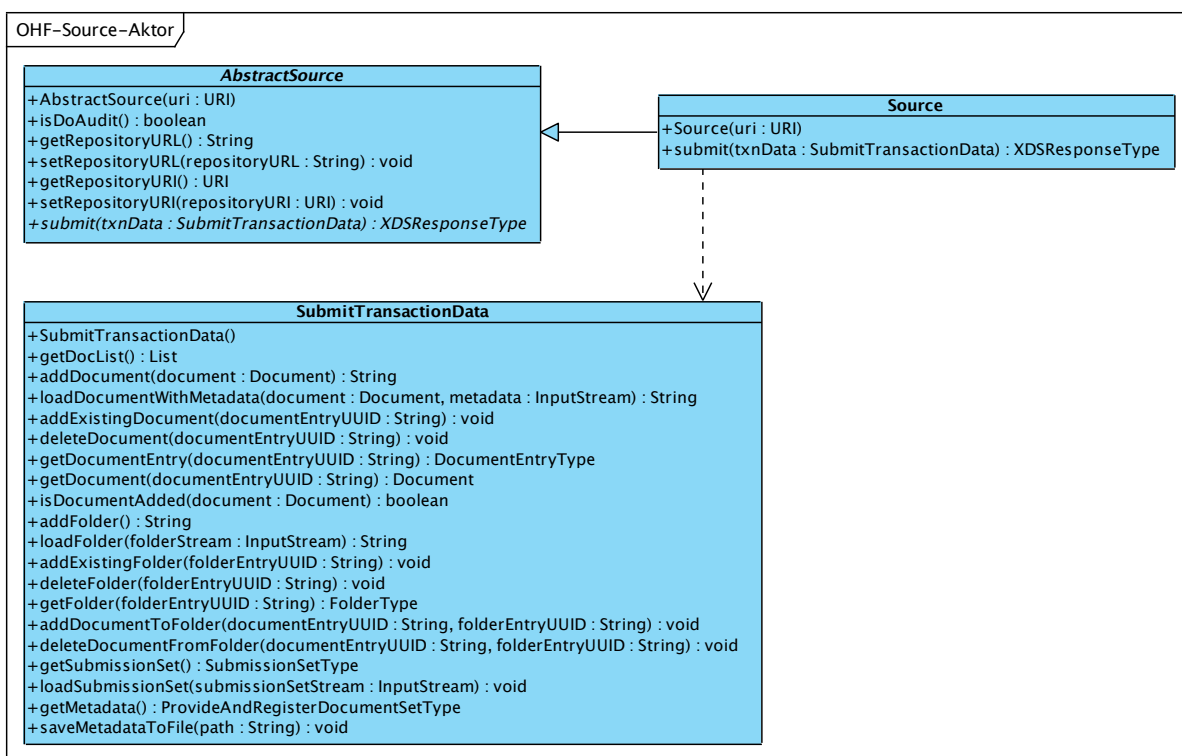 OHF-Source-Aktor
AbstractSource
+AbstractSource(uri : URI)
+isDoAudit() : boolean
+getRepositoryURL() : String
+setRepositoryURL(repositoryURL : String) : void
+getRepositoryURI() : URI
+setRepositoryURI(repositoryURI : URI) : void
+submit(txnData : SubmitTransactionData) : XDSResponseType
Source
+Source(uri : URI)
+submit(txnData : SubmitTransactionData) : XDSResponseType
SubmitTransactionData
+SubmitTransactionData()
+getDocList() : List
+addDocument(document : Document) : String
+loadDocumentWithMetadata(document : Document, metadata : InputStream) : String
+addExistingDocument(documentEntryUUID : String) : void
+deleteDocument(documentEntryUUID : String) : void
+getDocumentEntry(documentEntryUUID : String) : DocumentEntryType
+getDocument(documentEntryUUID : String) : Document
+isDocumentAdded(document : Document) : boolean
+addFolder() : String
+loadFolder(folderStream : InputStream) : String
+addExistingFolder(folderEntryUUID : String) : void
+deleteFolder(folderEntryUUID : String) : void
+getFolder(folderEntryUUID : String) : FolderType
+addDocumentToFolder(documentEntryUUID : String, folderEntryUUID : String) : void
+deleteDocumentFromFolder(documentEntryUUID : String, folderEntryUUID : String) : void
+getSubmissionSet() : SubmissionSetType
+loadSubmissionSet(submissionSetStream : InputStream) : void
+getMetadata() : ProvideAndRegisterDocumentSetType
+saveMetadataToFile(path : String) : void